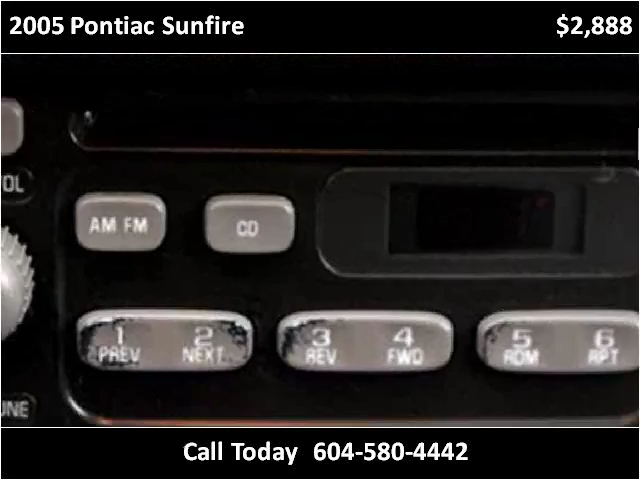 2005 Pontiac Sunfire $2,888
OL
AM FM CD
1 2 3 4 5 6
PREV NEXT REV FWD RDM RPT
UNE
Call Today 604-580-4442